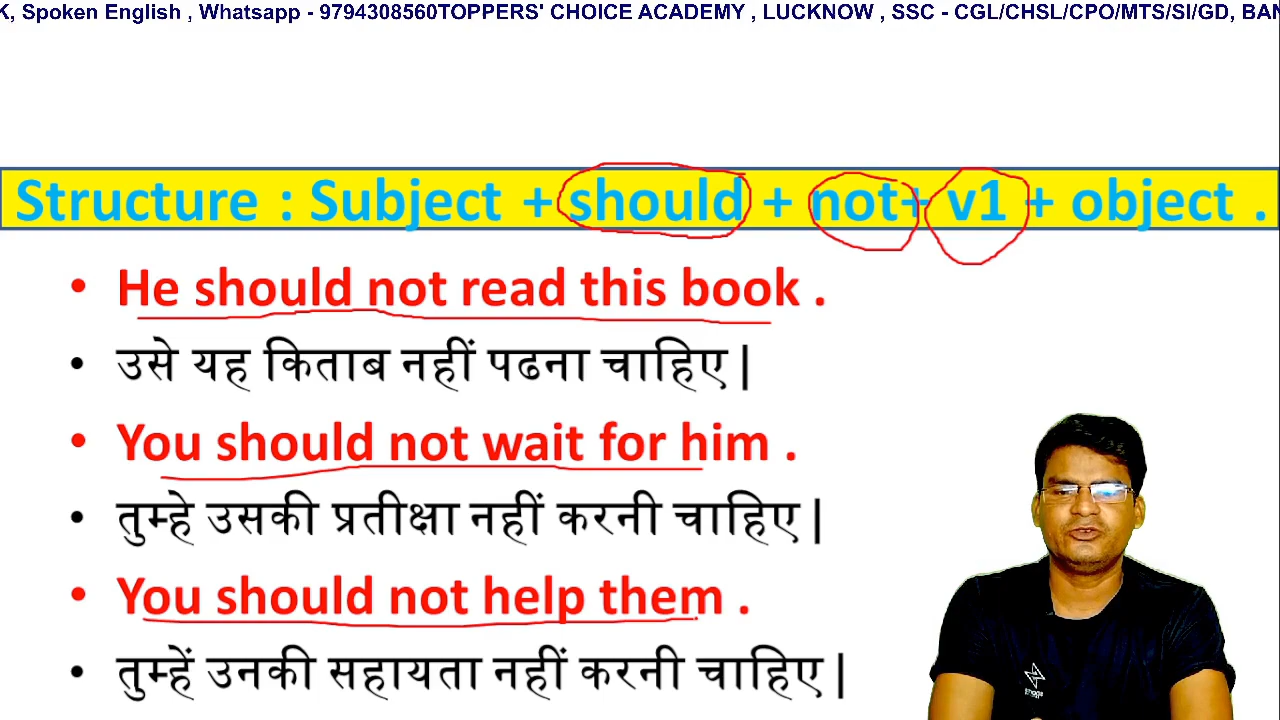 K, Spoken English , Whatsapp - 9794308560TOPPERS' CHOICE ACADEMY , LUCKNOW , SSC - CGL/CHSL/CPO/MTS/SI/GD, BAN
Structure : Subject + should + not+ v1 + object .
• He should not read this book .
• उसे यह किताब नहीं पढना चाहिए |
• You should not wait for him .
• तुम्हे उसकी प्रतीक्षा नहीं करनी चाहिए |
• You should not help them .
• तुम्हें उनकी सहायता नहीं करनी चाहिए |